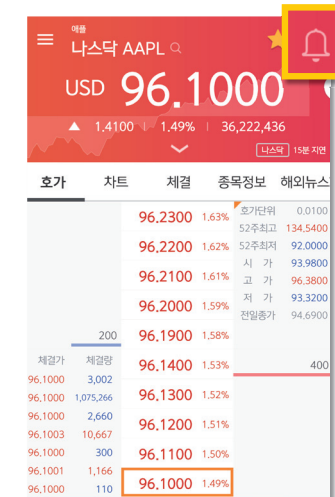 애플
나스닥 AAPL
USD 96.1000
▲ 1.4100 | 1.49% | 36,222,436
나스닥 15분 지연
호가 차트 체결 종목정보 해외뉴스
96.2300 1.63% 호가단위 0.0100
52주최고 134.5400
96.2200 1.62% 52주최저 92.0000
시 가 93.9800
96.2100 1.61% 고 가 96.3800
저 가 93.3200
96.2000 1.59% 전일종가 94.6900
200 96.1900 1.58%
체결가 체결량 96.1400 1.53% 400
96.1000 3,002
96.1000 1,075,266 96.1300 1.52%
96.1000 2,660 96.1200 1.51%
96.1003 10,667
96.1000 300 96.1100 1.50%
96.1001 1,166
96.1000 110 96.1000 1.49%